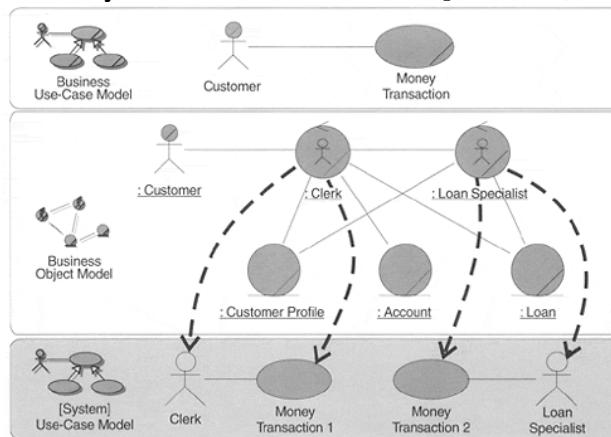 Business
Use-Case Model
Customer
Money
Transaction
: Customer
: Clerk
: Loan Specialist
Business
Object Model
: Customer Profile
: Account
: Loan
[System]
Use-Case Model
Clerk
Money
Transaction 1
Money
Transaction 2
Loan
Specialist